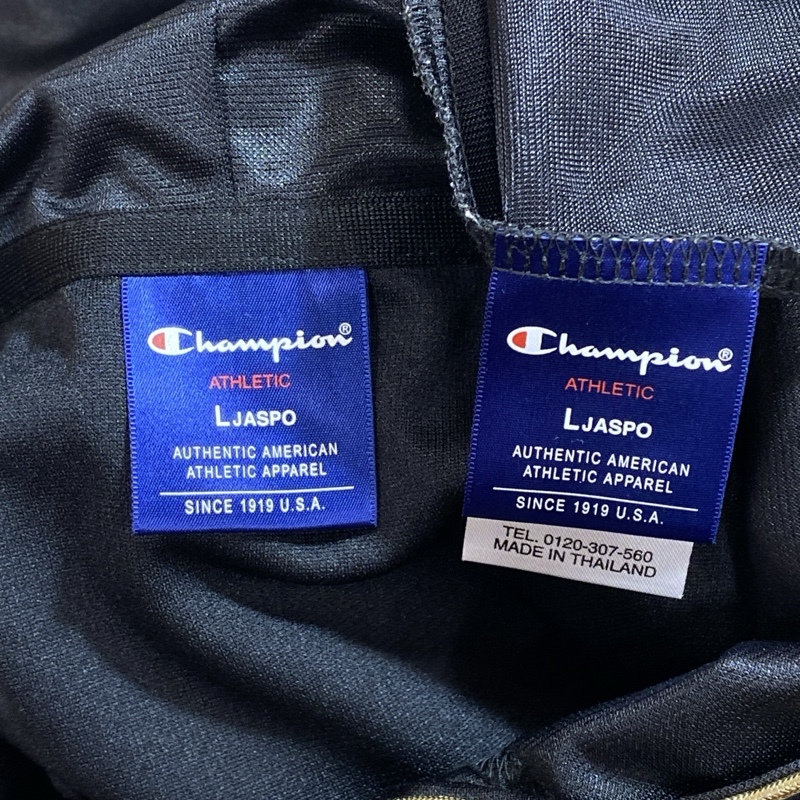 Champion®
ATHLETIC
L JASPO
AUTHENTIC AMERICAN
ATHLETIC APPAREL
SINCE 1919 U.S.A.
Champion®
ATHLETIC
L JASPO
AUTHENTIC AMERICAN
ATHLETIC APPAREL
SINCE 1919 U.S.A.
TEL. 0120-307-560
MADE IN THAILAND